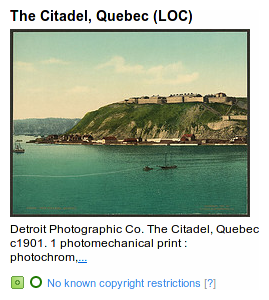 The Citadel, Quebec (LOC)
Detroit Photographic Co. The Citadel, Quebec
c1901. 1 photomechanical print :
photochrom,...
No known copyright restrictions [?]